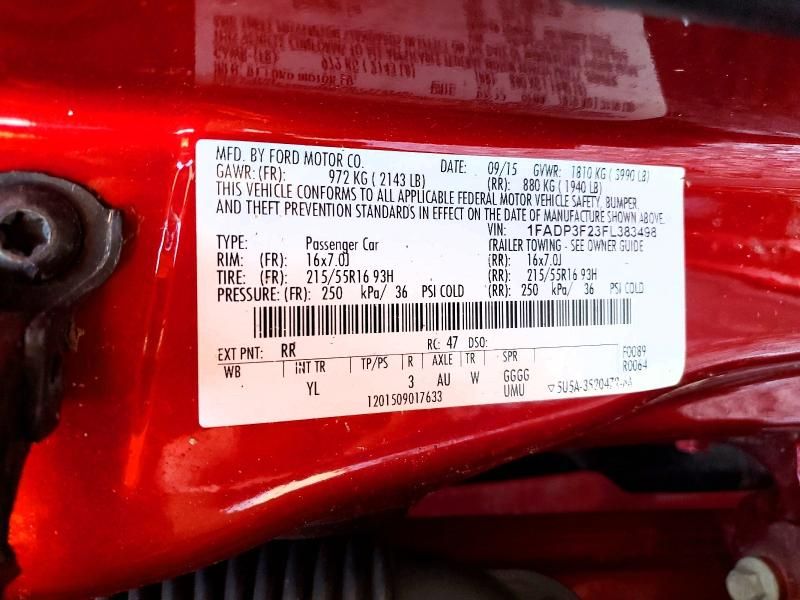 MFD. BY FORD MOTOR CO. DATE: 09/15 GVWR: 1810 KG ( 3990 LB)
GAWR: (FR): 972 KG ( 2143 LB) (RR): 880 KG ( 1940 LB)
THIS VEHICLE CONFORMS TO ALL APPLICABLE FEDERAL MOTOR VEHICLE SAFETY, BUMPER,
AND THEFT PREVENTION STANDARDS IN EFFECT ON THE DATE OF MANUFACTURE SHOWN ABOVE.
VIN: 1FADP3F23FL383498
TYPE: Passenger Car TRAILER TOWING - SEE OWNER GUIDE
RIM: (FR): 16x7.0J (RR): 16x7.0J
TIRE: (FR): 215/55R16 93H (RR): 215/55R16 93H
PRESSURE: (FR): 250 kPa/ 36 PSI COLD (RR): 250 kPa/ 36 PSI COLD
EXT PNT: RR RC: 47 DSO: F0089
WB INT TR TP/PS R AXLE TR SPR R0064
YL 3 AU W GGGG
UMU
1201509017633